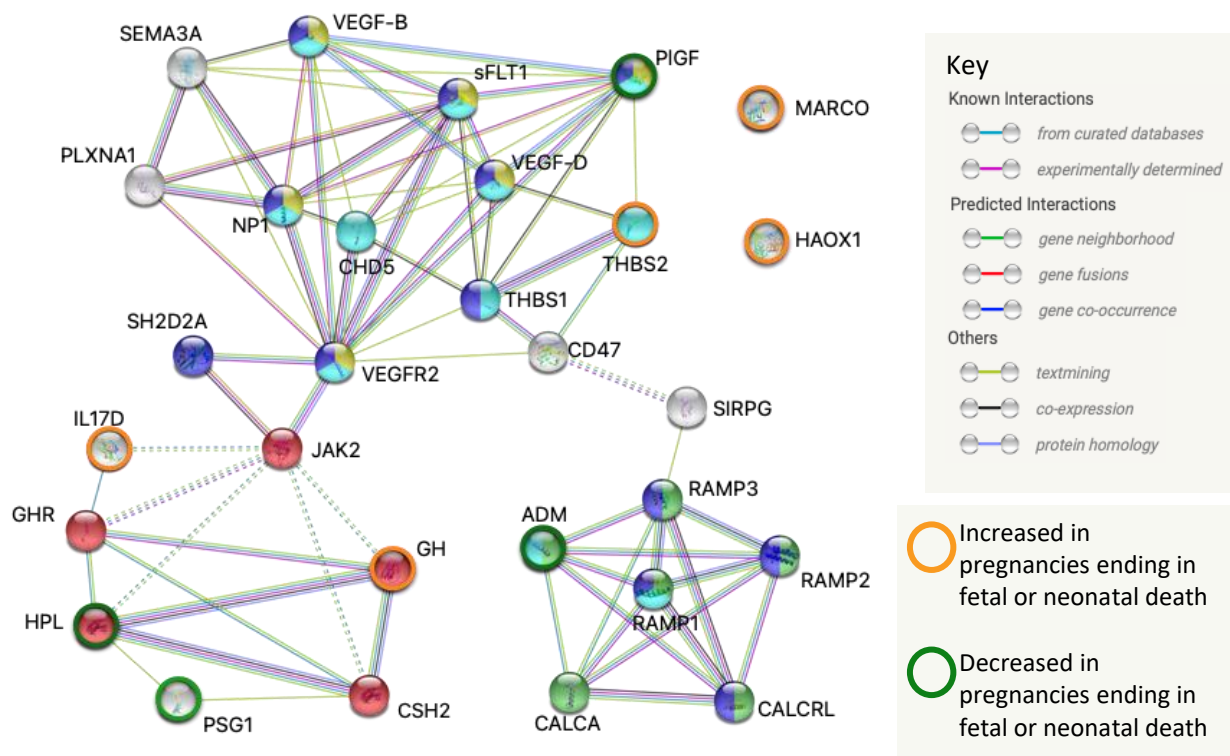 VEGF-B
SEMA3A
sFLT1
PIGF
MARCO
PLXNA1
VEGF-D
NP1
CHD5
THBS2
HAOX1
THBS1
SH2D2A
CD47
VEGFR2
SIRPG
IL17D
JAK2
RAMP3
GHR
ADM
GH
RAMP2
HPL
RAMP1
PSG1
CSH2
CALCA
CALCRL
Key
Known Interactions
from curated databases
experimentally determined
Predicted Interactions
gene neighborhood
gene fusions
gene co-occurrence
Others
textmining
co-expression
protein homology
Increased in
pregnancies ending in
fetal or neonatal death
Decreased in
pregnancies ending in
fetal or neonatal death